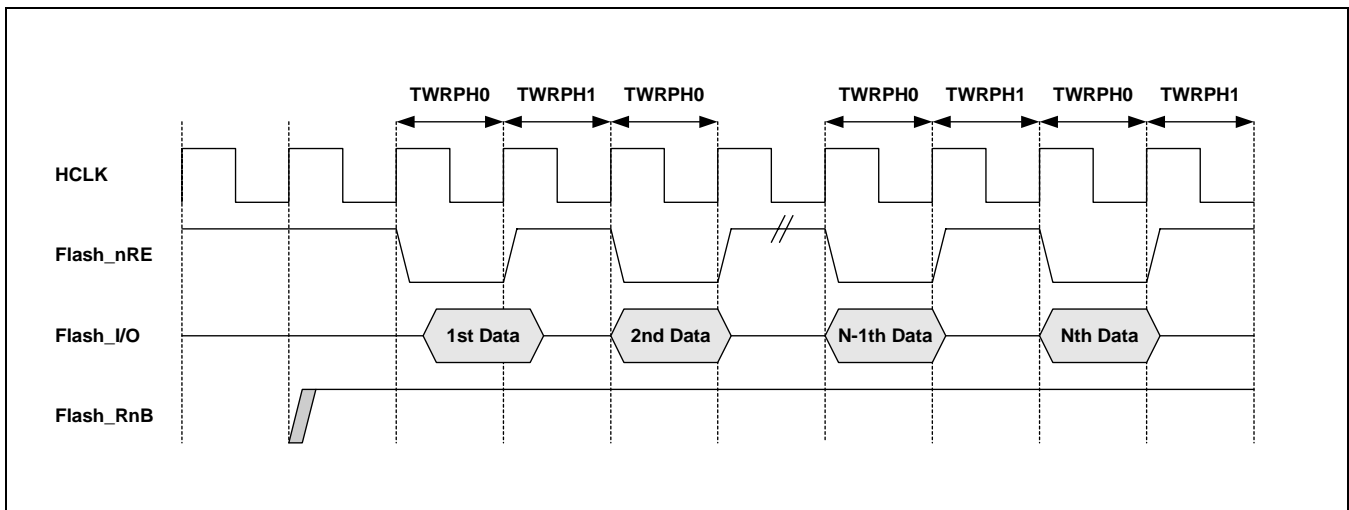 TWRPH0 TWRPH1 TWRPH0 TWRPH0 TWRPH1 TWRPH0 TWRPH1
HCLK
Flash_nRE
Flash_I/O 1st Data 2nd Data N-1th Data Nth Data
Flash_RnB